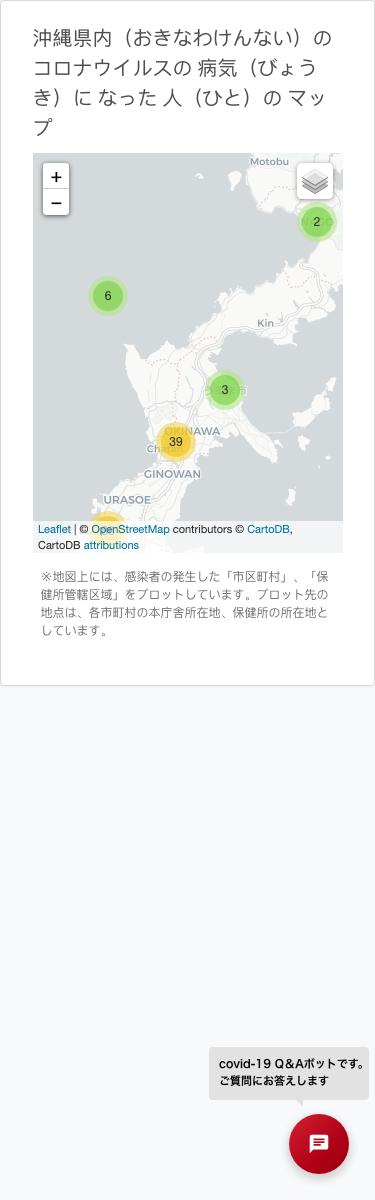 沖縄県内（おきなわけんない）の
コロナウイルスの 病気（びょう
き）に なった 人（ひと）の マッ
プ
Motobu
+
−
2
6
Kin
3
OKINAWA
39
Chatan
GINOWAN
URASOE
Leaflet | © OpenStreetMap contributors © CartoDB,
CartoDB attributions
※地図上には、感染者の発生した「市区町村」、「保
健所管轄区域」をプロットしています。プロット先の
地点は、各市町村の本庁舎所在地、保健所の所在地と
しています。
covid-19 Q&Aボットです。
ご質問にお答えします